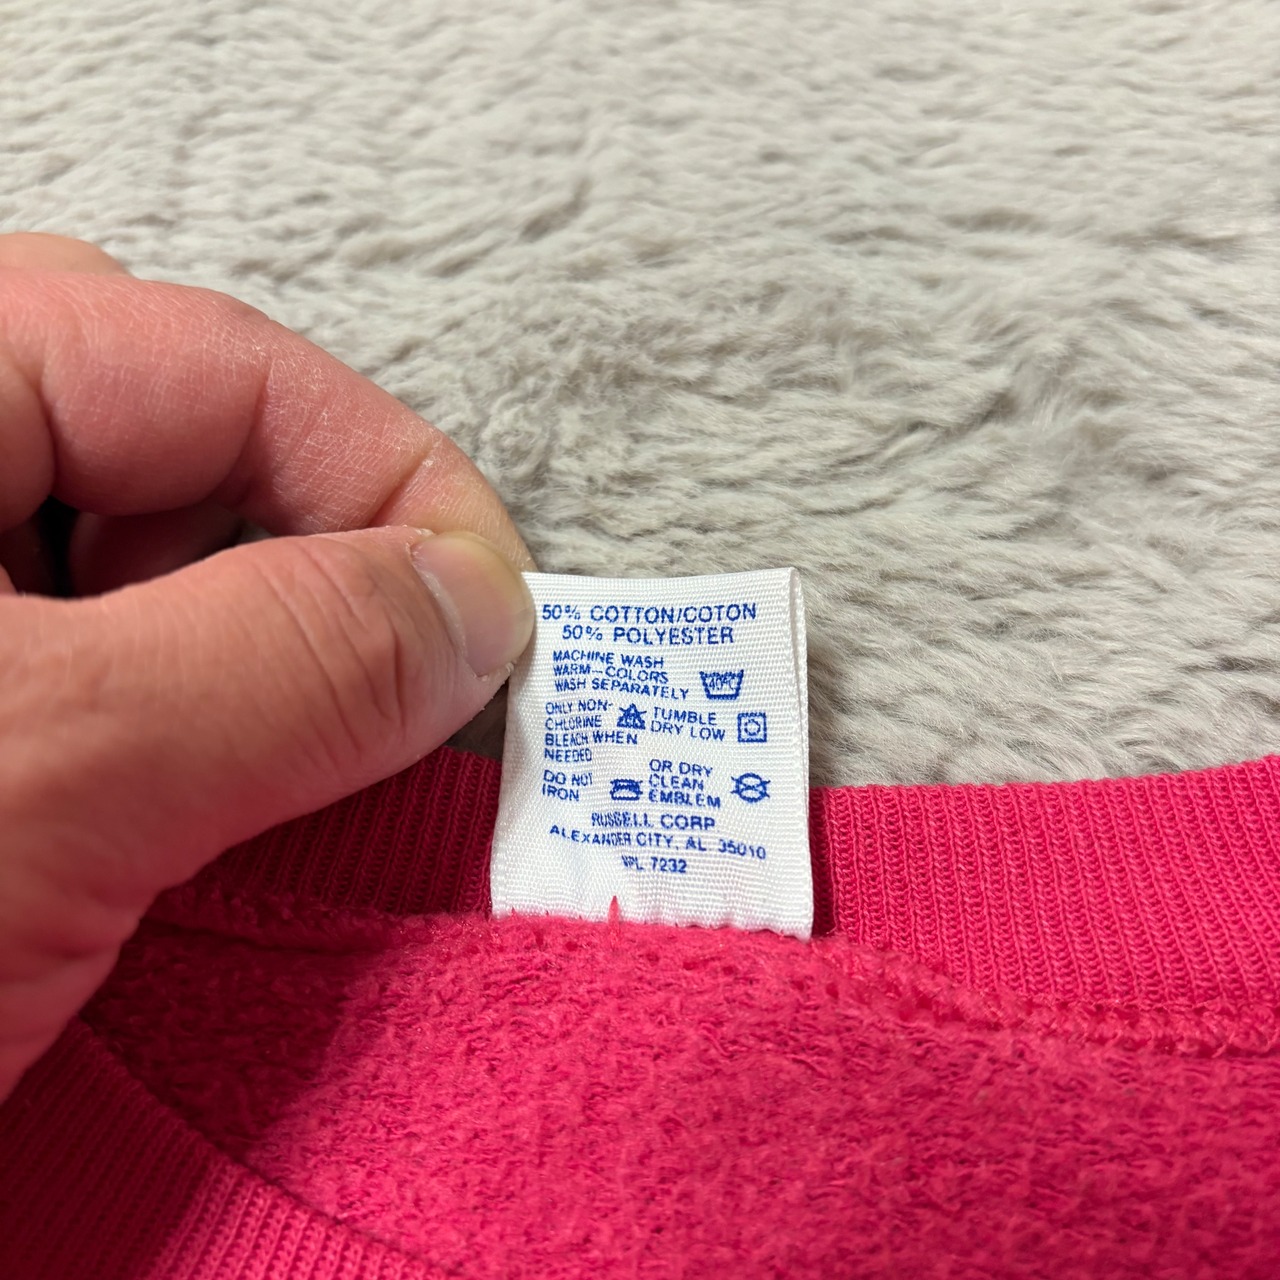 50% COTTON/COTON
50% POLYESTER
MACHINE WASH
WARM-COLORS
WASH SEPARATELY
40°C
ONLY NON-
CHLORINE
BLEACH WHEN
NEEDED
TUMBLE
DRY LOW
DO NOT
IRON
OR DRY
CLEAN
EMBLEM
RUSSELL CORP
ALEXANDER CITY, AL 35010
7232